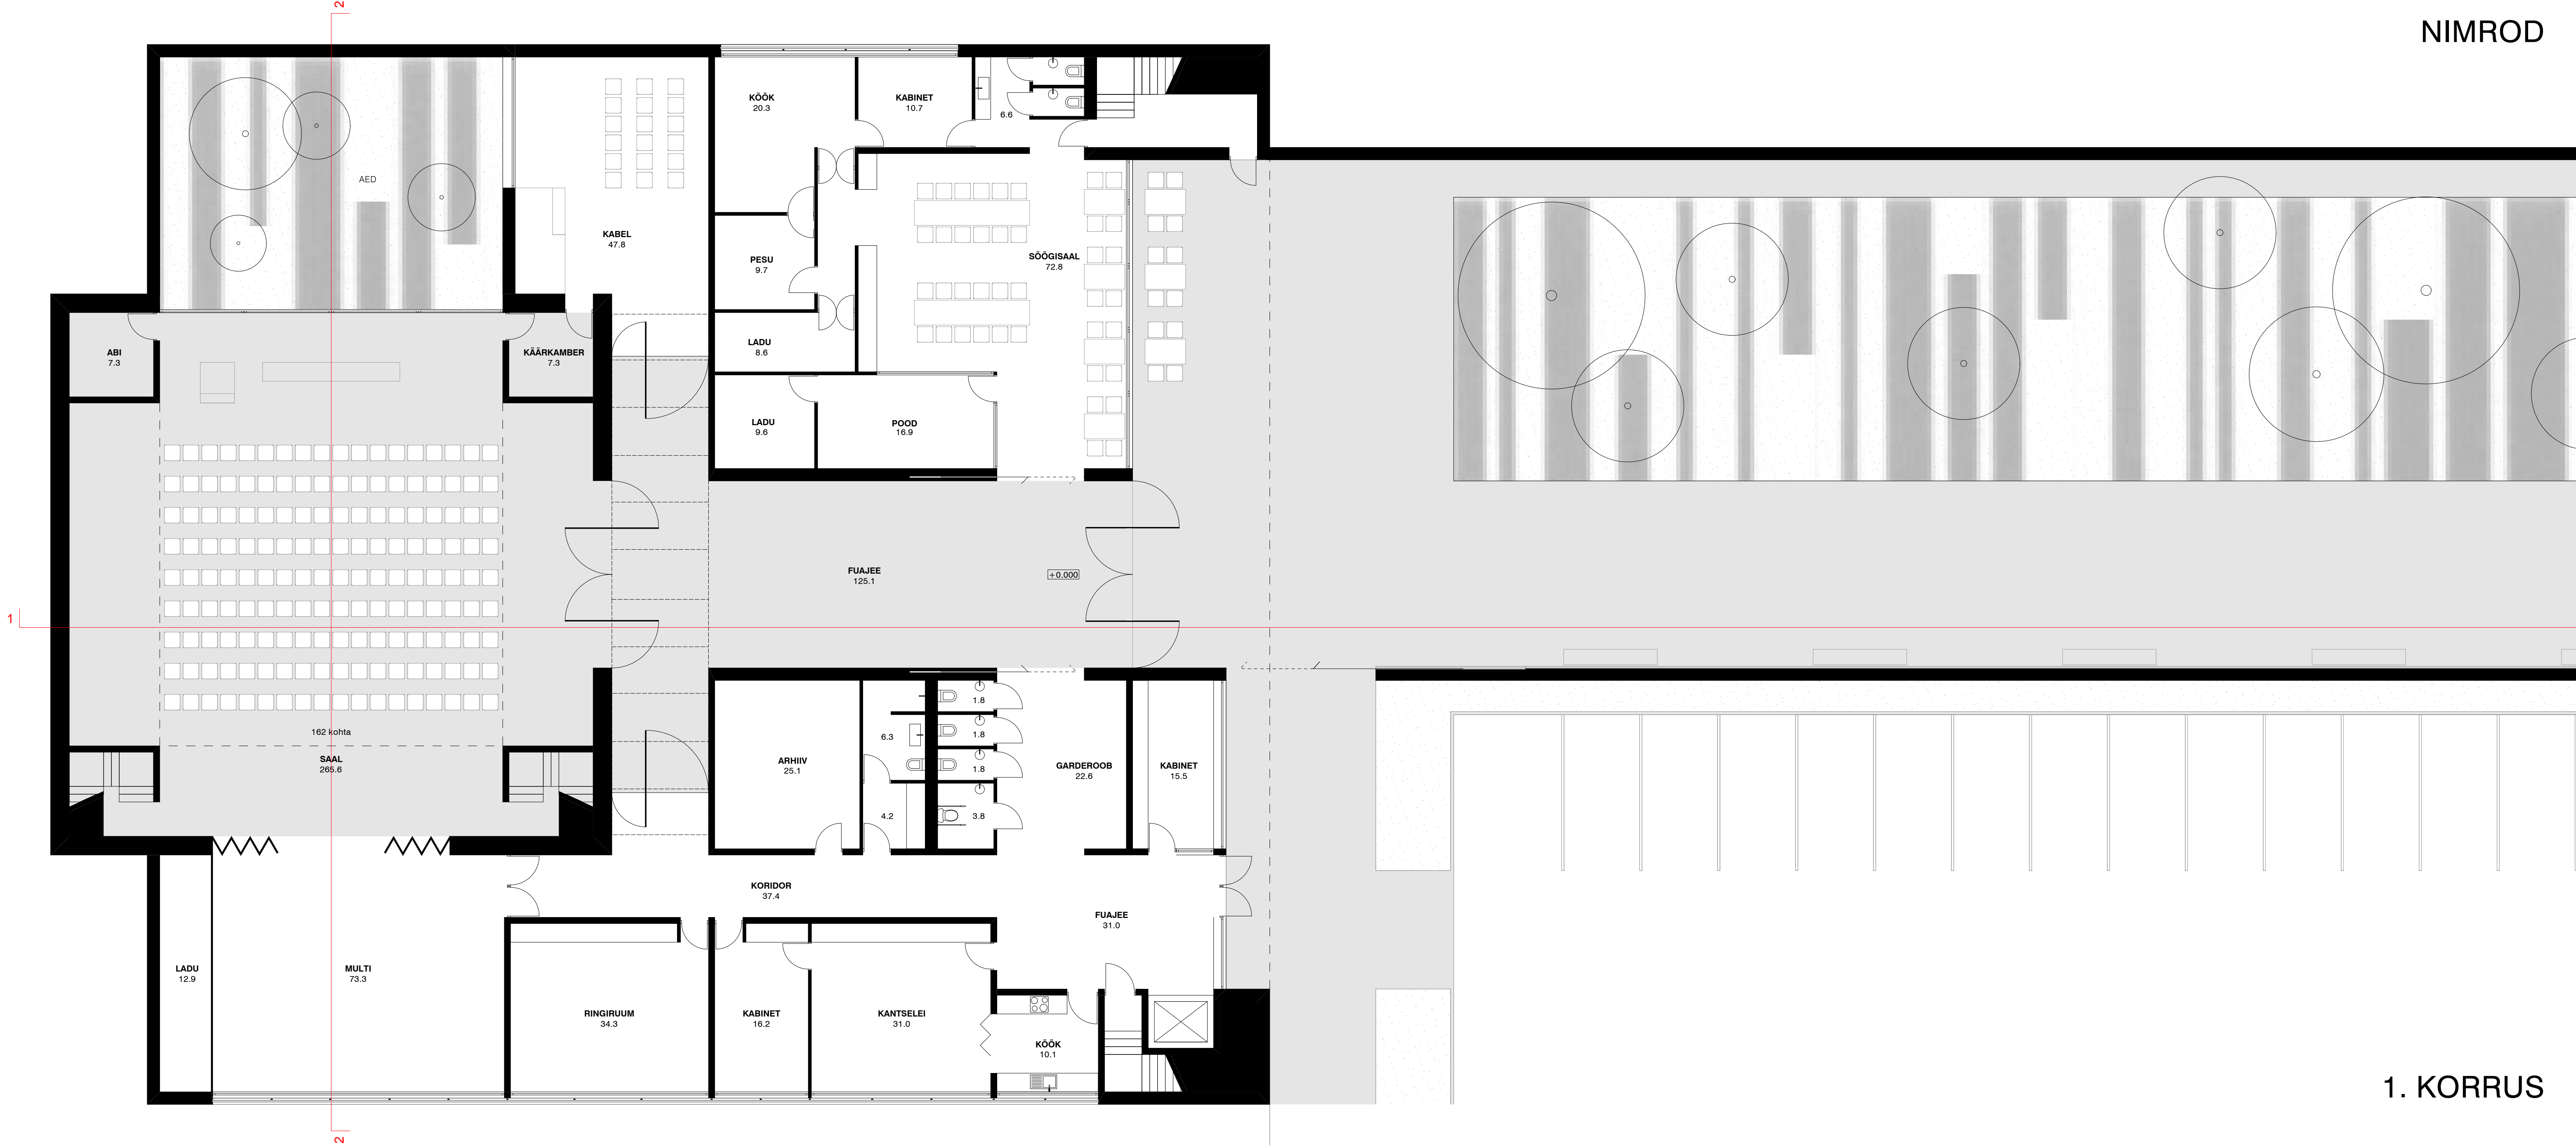 2
NIMROD
KÖÖK
20.3
KABINET
10.7
6.6
AED
KABEL
47.8
PESU
9.7
SÖÖGISAAL
72.8
ABI
7.3
KÄÄRKAMBER
7.3
LADU
8.6
LADU
9.6
POOD
16.9
FUAJEE
125.1
+0.000
1
162 kohta
SAAL
265.6
ARHIIV
25.1
6.3
4.2
1.8
1.8
1.8
3.8
GARDEROOB
22.6
KABINET
15.5
KORIDOR
37.4
FUAJEE
31.0
LADU
12.9
MULTI
73.3
RINGIRUUM
34.3
KABINET
16.2
KANTSELEI
31.0
KÖÖK
10.1
1. KORRUS
2